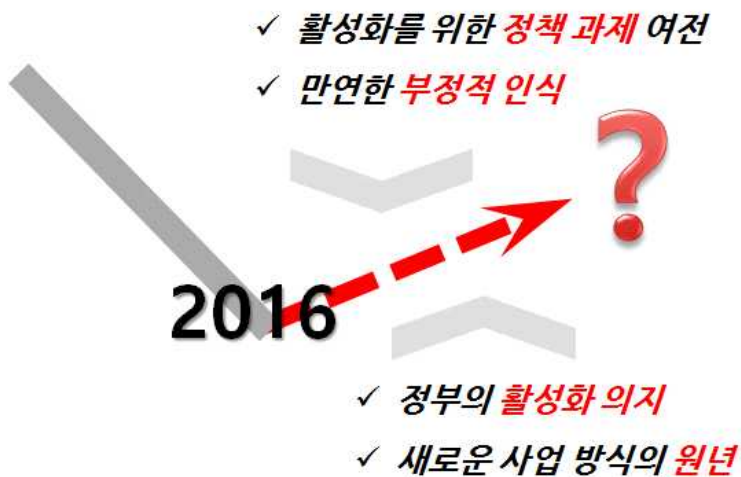 ✓ 활성화를 위한 정책 과제 여전
✓ 만연한 부정적 인식
?
2016
✓ 정부의 활성화 의지
✓ 새로운 사업 방식의 원년